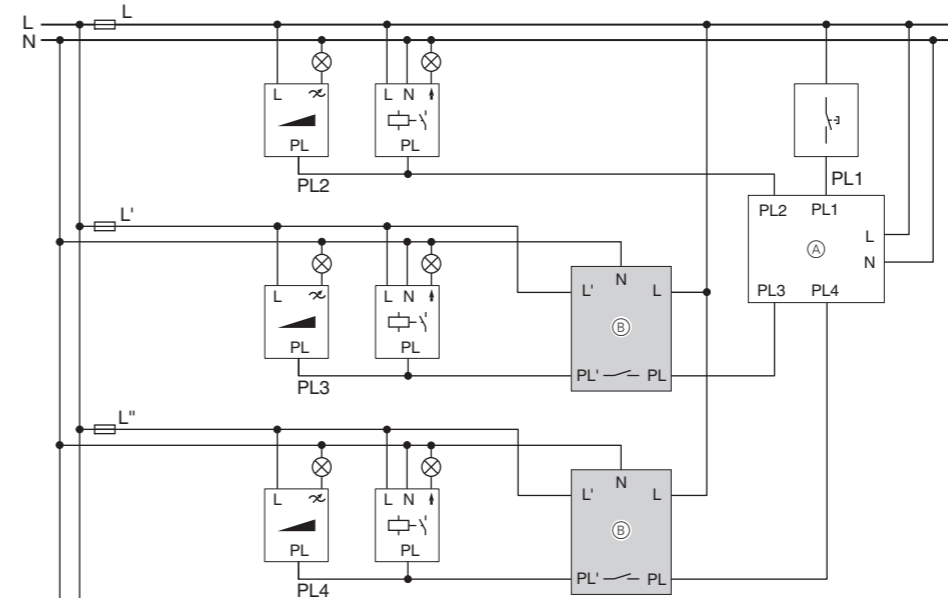 L L
N
L N
L PL PL
PL2 PL1
PL2 PL1
L' L
A
N
N
PL3 PL4
L' L
L L N
B
PL PL
PL' PL
PL3
L"
N
L' L
L L N
B
PL PL
PL' PL
PL4